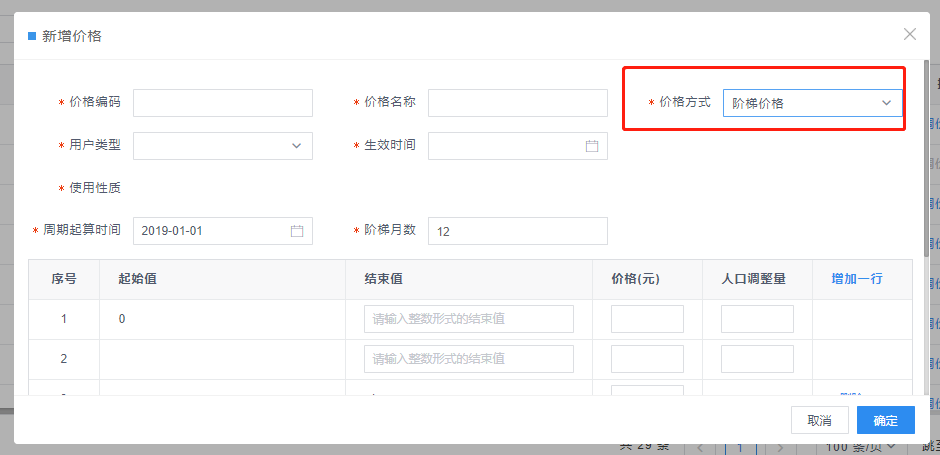 新增价格
* 价格编码 * 价格名称 * 价格方式 阶梯价格
* 用户类型 * 生效时间
* 使用性质
* 周期起算时间 2019-01-01 * 阶梯月数 12
序号 起始值 结束值 价格(元) 人口调整量 增加一行
1 0 请输入整数形式的结束值
2 请输入整数形式的结束值
取消 确定
共 29 条 1 100 条/页 跳至